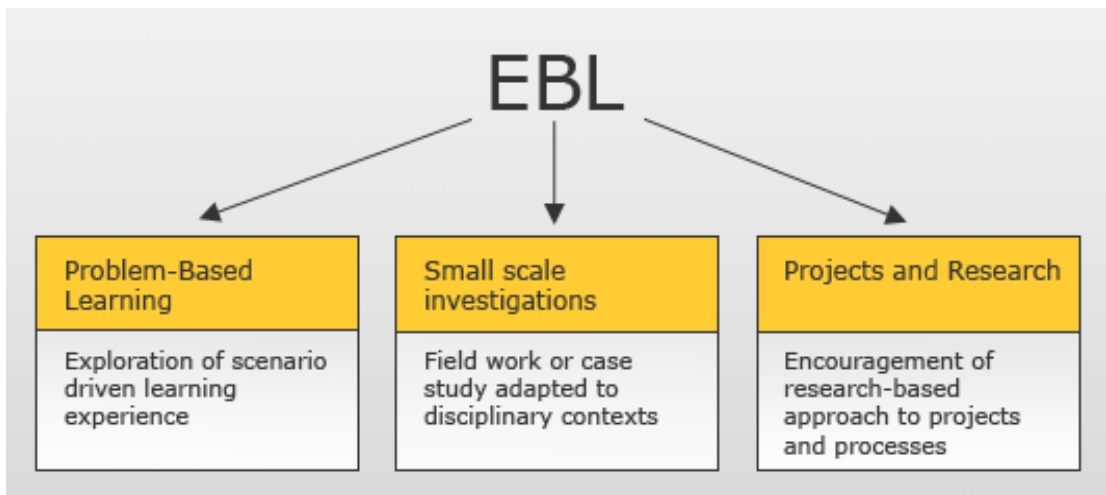 EBL
Problem-Based
Learning
Exploration of scenario
driven learning
experience
Small scale
investigations
Field work or case
study adapted to
disciplinary contexts
Projects and Research
Encouragement of
research-based
approach to projects
and processes